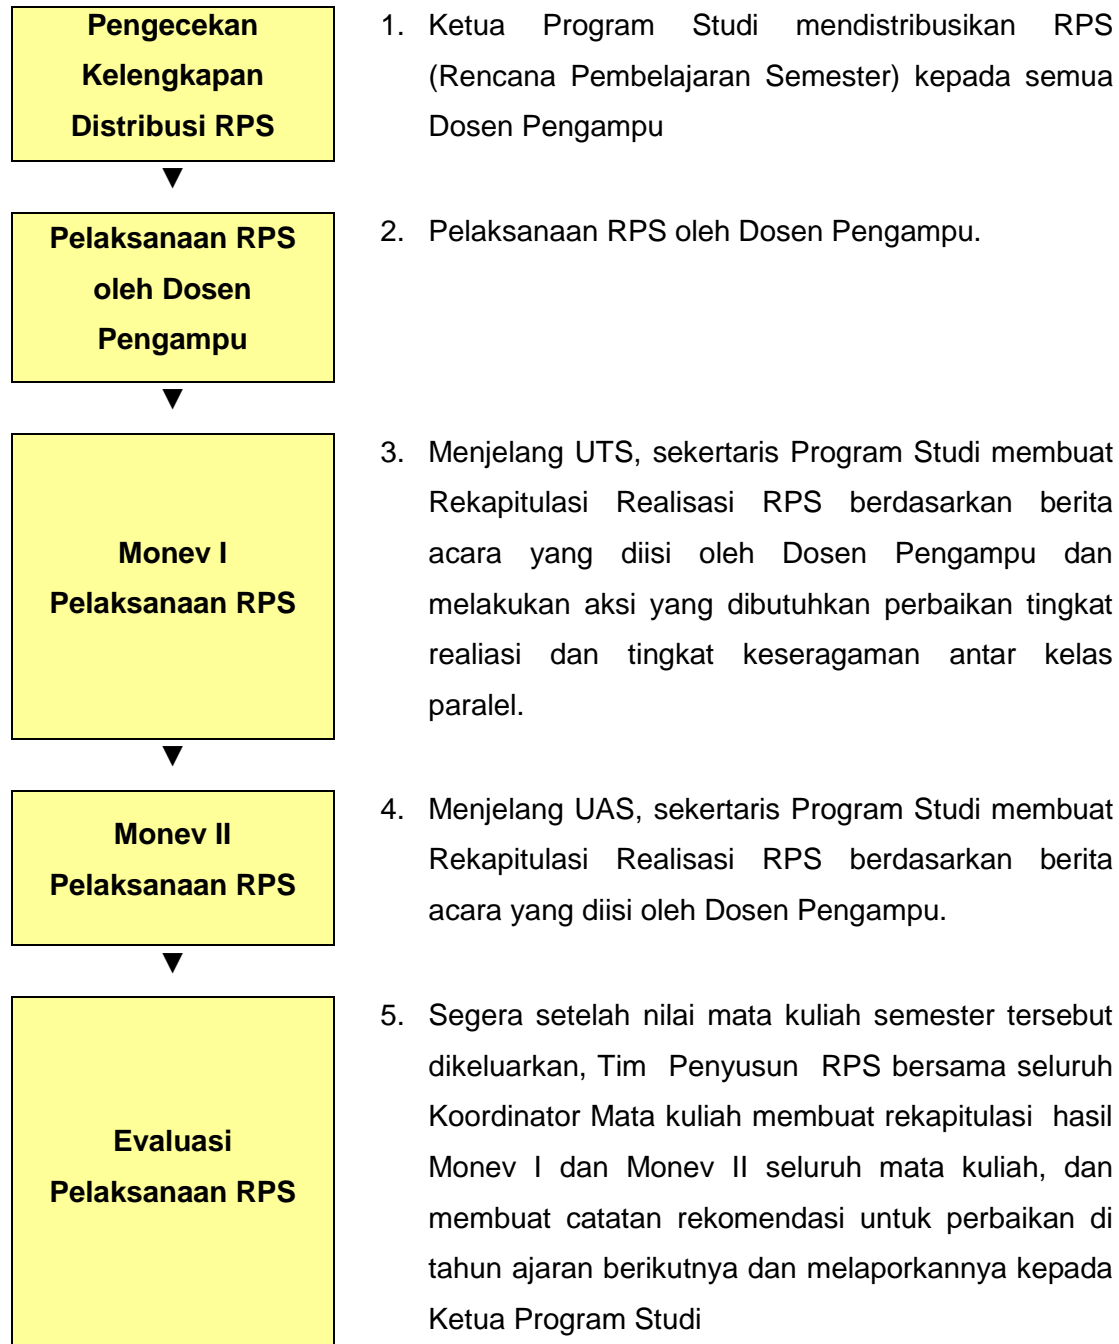 Pengecekan
Kelengkapan
Distribusi RPS
1. Ketua Program Studi mendistribusikan RPS
(Rencana Pembelajaran Semester) kepada semua
Dosen Pengampu
▼
Pelaksanaan RPS
oleh Dosen
Pengampu
2. Pelaksanaan RPS oleh Dosen Pengampu.
▼
Monev I
Pelaksanaan RPS
3. Menjelang UTS, sekertaris Program Studi membuat
Rekapitulasi Realisasi RPS berdasarkan berita
acara yang diisi oleh Dosen Pengampu dan
melakukan aksi yang dibutuhkan perbaikan tingkat
realiasi dan tingkat keseragaman antar kelas
paralel.
▼
Monev II
Pelaksanaan RPS
4. Menjelang UAS, sekertaris Program Studi membuat
Rekapitulasi Realisasi RPS berdasarkan berita
acara yang diisi oleh Dosen Pengampu.
▼
Evaluasi
Pelaksanaan RPS
5. Segera setelah nilai mata kuliah semester tersebut
dikeluarkan, Tim Penyusun RPS bersama seluruh
Koordinator Mata kuliah membuat rekapitulasi hasil
Monev I dan Monev II seluruh mata kuliah, dan
membuat catatan rekomendasi untuk perbaikan di
tahun ajaran berikutnya dan melaporkannya kepada
Ketua Program Studi